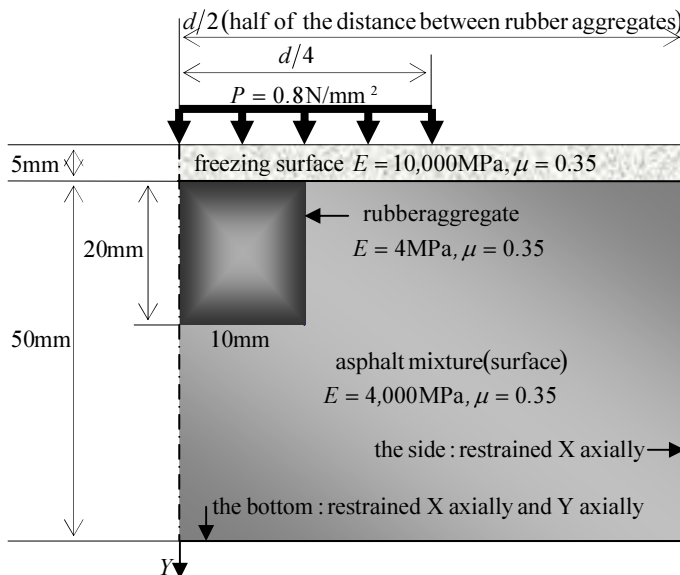 d/2 (half of the distance between rubber aggregates)
d/4
P = 0.8N/mm²
5mm
freezing surface E = 10,000MPa, μ = 0.35
20mm
rubberaggregate
E = 4MPa, μ = 0.35
50mm
10mm
asphalt mixture(surface)
E = 4,000MPa, μ = 0.35
the side : restrained X axially
the bottom : restrained X axially and Y axially
Y